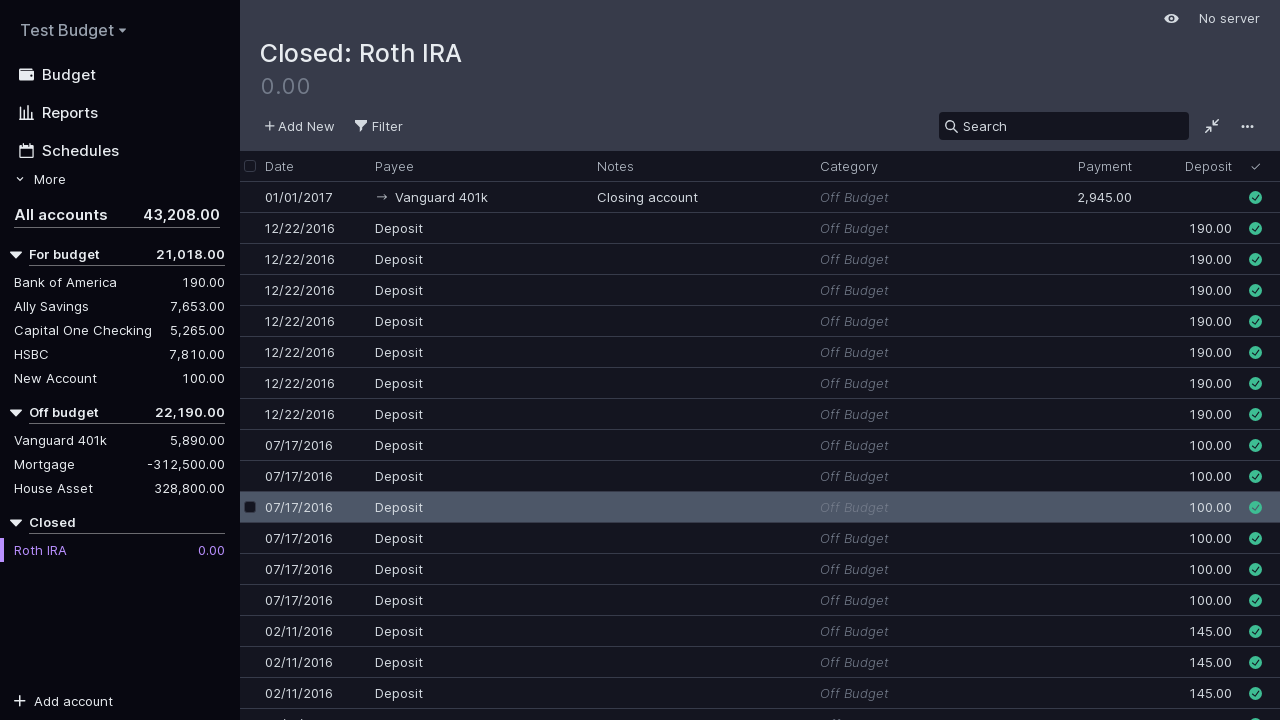 Test Budget
Budget
Reports
Schedules
More
All accounts 43,208.00
For budget 21,018.00
Bank of America 190.00
Ally Savings 7,653.00
Capital One Checking 5,265.00
HSBC 7,810.00
New Account 100.00
Off budget 22,190.00
Vanguard 401k 5,890.00
Mortgage -312,500.00
House Asset 328,800.00
Closed
Roth IRA 0.00
Add account
No server
Closed: Roth IRA
0.00
Add New Filter Search
Date Payee Notes Category Payment Deposit
01/01/2017 → Vanguard 401k Closing account Off Budget 2,945.00
12/22/2016 Deposit Off Budget 190.00
12/22/2016 Deposit Off Budget 190.00
12/22/2016 Deposit Off Budget 190.00
12/22/2016 Deposit Off Budget 190.00
12/22/2016 Deposit Off Budget 190.00
12/22/2016 Deposit Off Budget 190.00
12/22/2016 Deposit Off Budget 190.00
07/17/2016 Deposit Off Budget 100.00
07/17/2016 Deposit Off Budget 100.00
07/17/2016 Deposit Off Budget 100.00
07/17/2016 Deposit Off Budget 100.00
07/17/2016 Deposit Off Budget 100.00
07/17/2016 Deposit Off Budget 100.00
02/11/2016 Deposit Off Budget 145.00
02/11/2016 Deposit Off Budget 145.00
02/11/2016 Deposit Off Budget 145.00